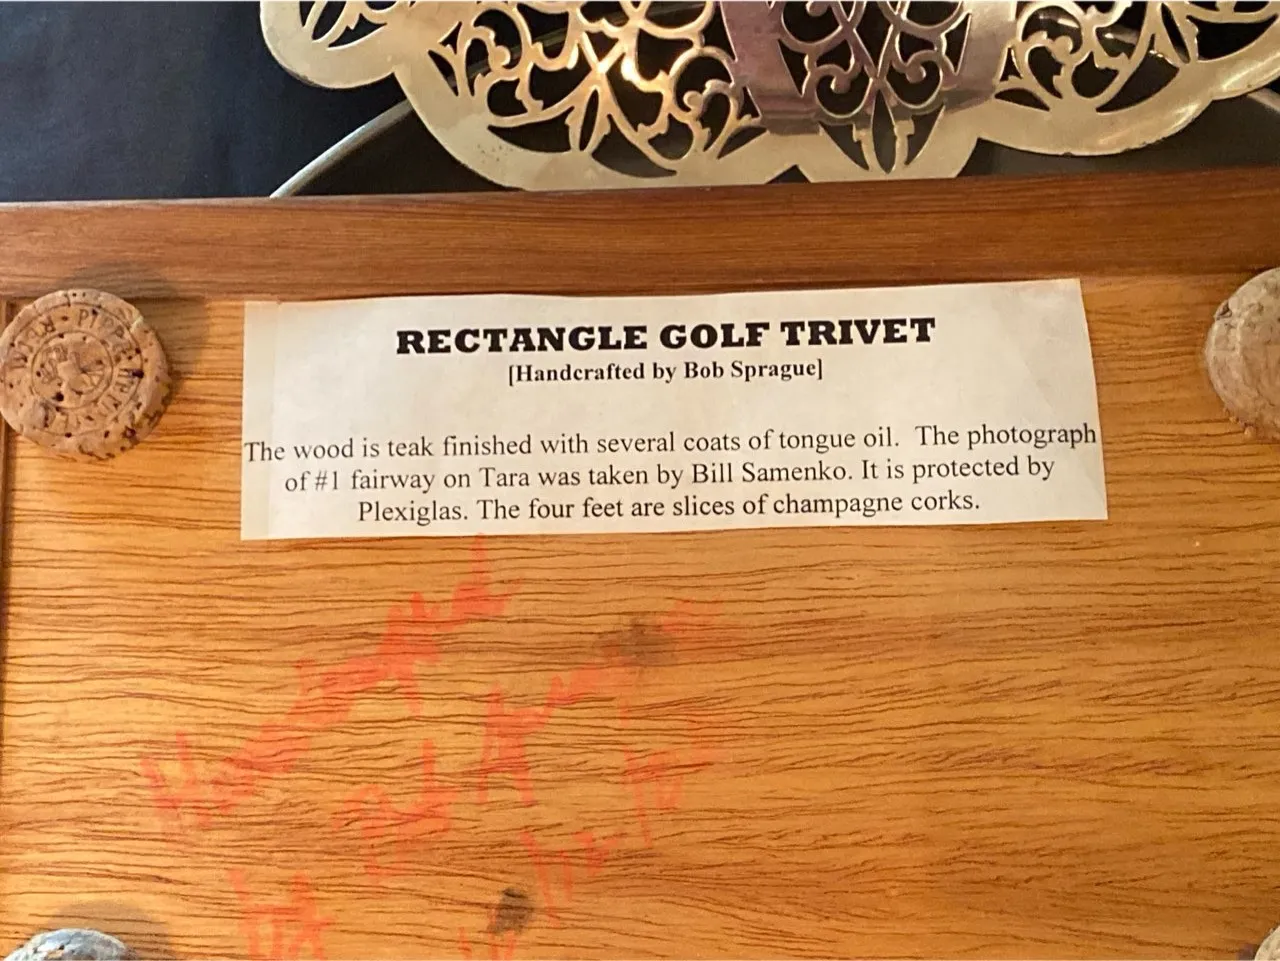 RECTANGLE GOLF TRIVET
[Handcrafted by Bob Sprague]
The wood is teak finished with several coats of tongue oil. The photograph
of #1 fairway on Tara was taken by Bill Samenko. It is protected by
Plexiglas. The four feet are slices of champagne corks.